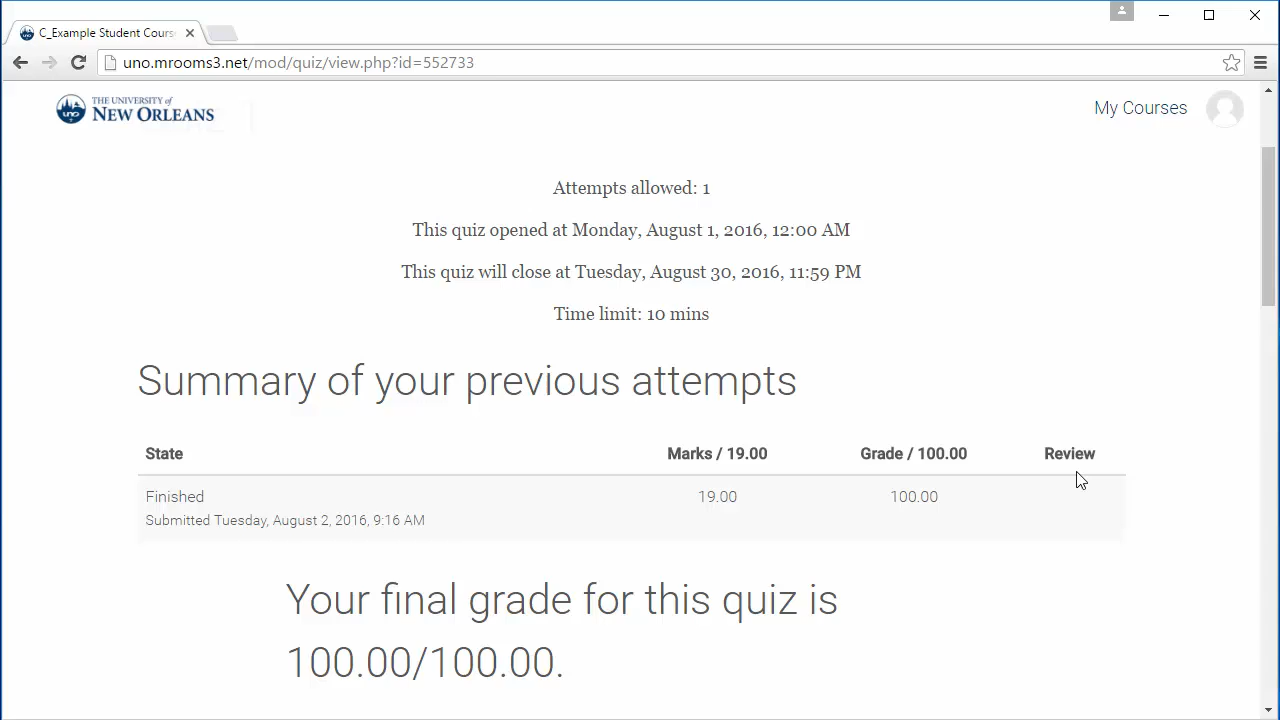 C_Example Student Cours
uno.mrooms3.net/mod/quiz/view.php?id=552733
THE UNIVERSITY of
NEW ORLEANS
uno
My Courses
Attempts allowed: 1
This quiz opened at Monday, August 1, 2016, 12:00 AM
This quiz will close at Tuesday, August 30, 2016, 11:59 PM
Time limit: 10 mins
Summary of your previous attempts
State Marks / 19.00 Grade / 100.00 Review
Finished 19.00 100.00
Submitted Tuesday, August 2, 2016, 9:16 AM
Your final grade for this quiz is
100.00/100.00.